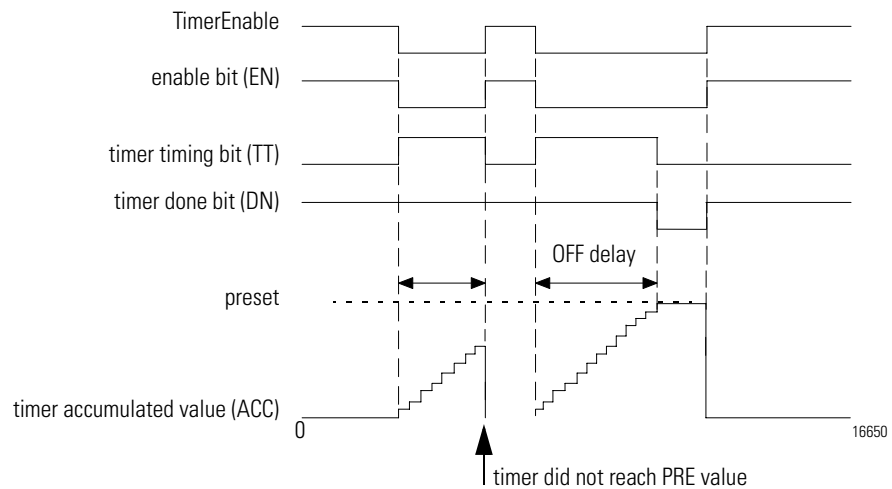 TimerEnable
enable bit (EN)
timer timing bit (TT)
timer done bit (DN)
OFF delay
preset
timer accumulated value (ACC)
0
16650
timer did not reach PRE value